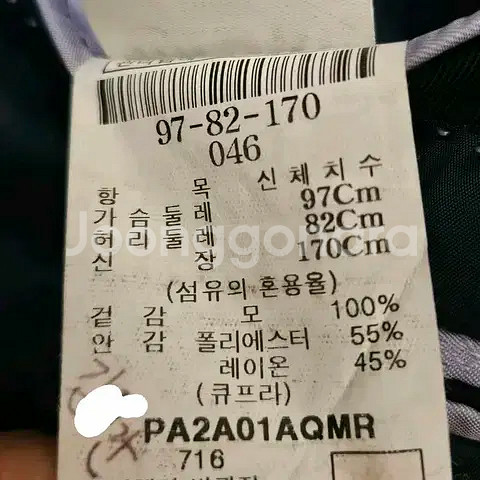 97-82-170
046
항 목 신체치수
가슴둘레 97Cm
허리둘레 82Cm
신 장 170Cm
Joonggonara
(섬유의 혼용율)
겉 감 모 100%
안 감 폴리에스터 55%
레이온 45%
(큐프라)
PA2A01AQMR
716